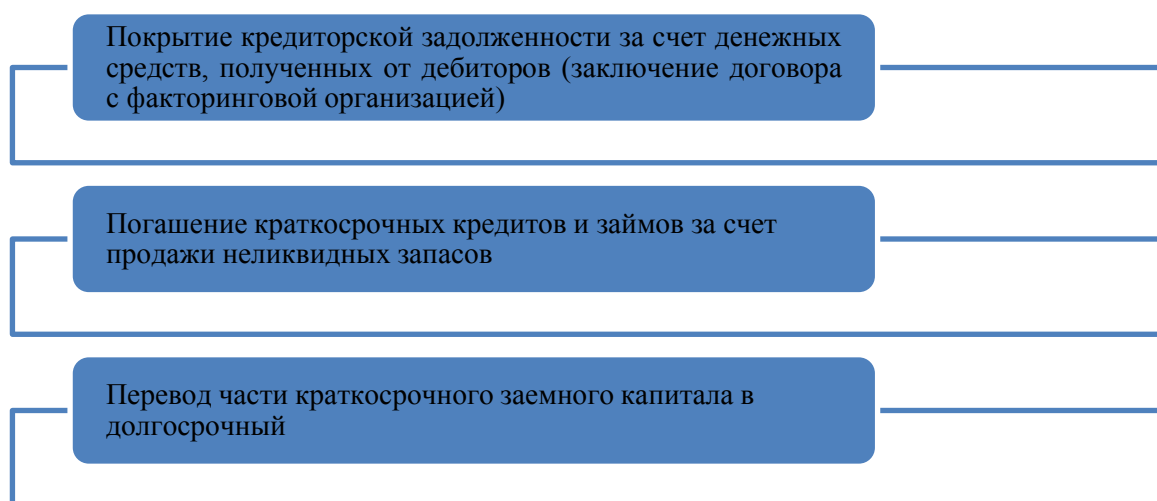 Покрытие кредиторской задолженности за счет денежных
средств, полученных от дебиторов (заключение договора
с факторинговой организацией)
Погашение краткосрочных кредитов и займов за счет
продажи неликвидных запасов
Перевод части краткосрочного заемного капитала в
долгосрочный